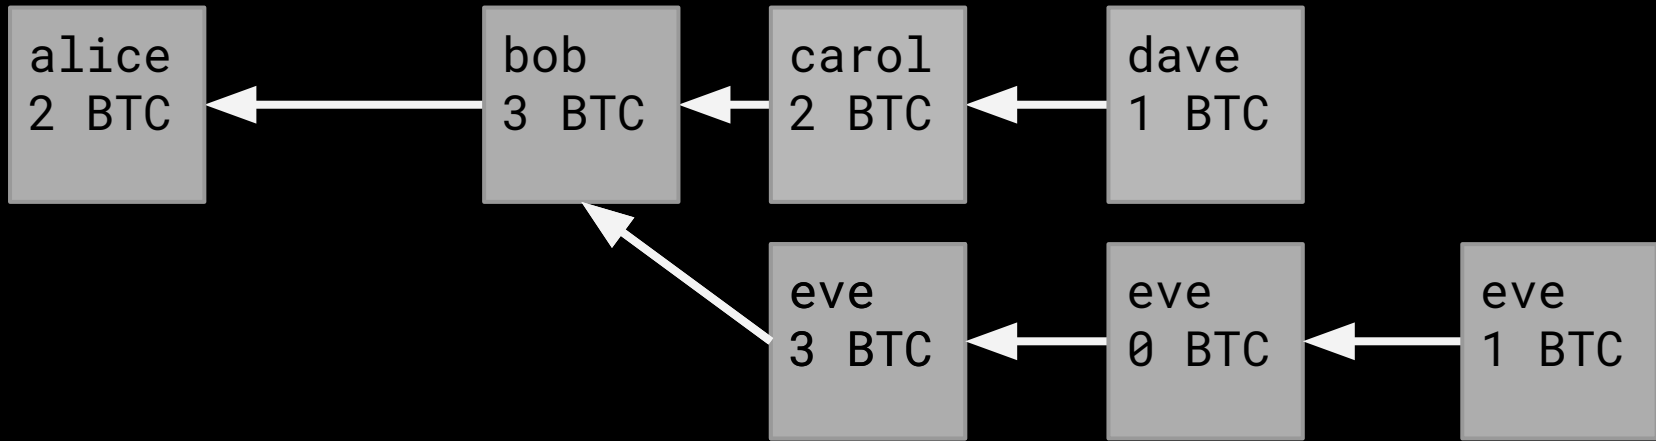 alice
2 BTC
bob
3 BTC
carol
2 BTC
dave
1 BTC
eve
3 BTC
eve
0 BTC
eve
1 BTC